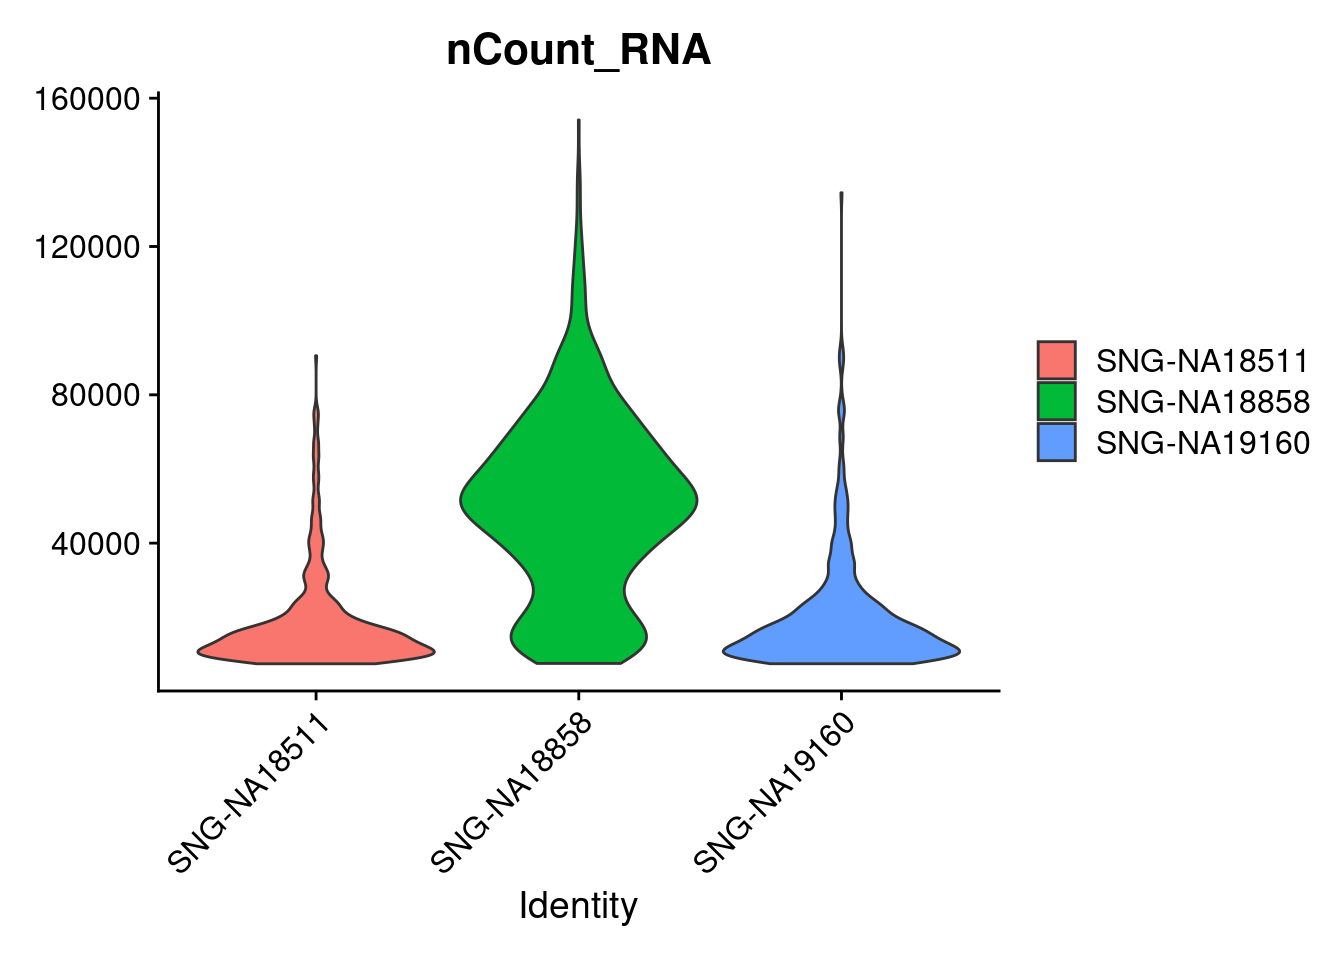 nCount_RNA
160000
120000
80000
40000
SNG-NA18511
SNG-NA18858
SNG-NA19160
Identity
SNG-NA18511
SNG-NA18858
SNG-NA19160